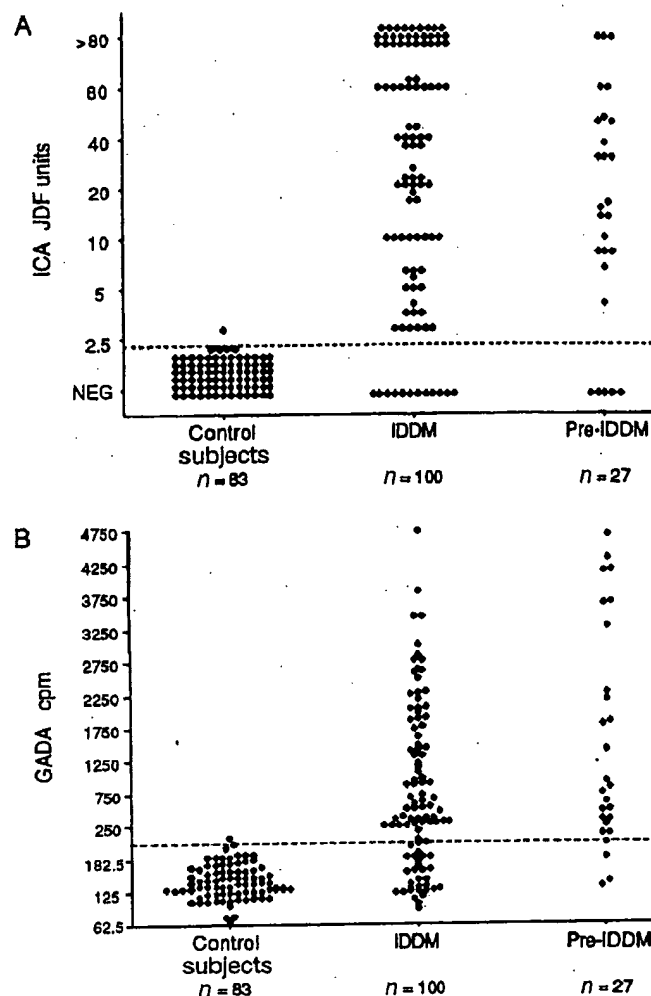 A
ICA JDF units
>80
80
40
20
10
5
2.5
NEG
Control subjects
IDDM
Pre-IDDM
n=83
n=100
n=27
B
GADA cpm
4750
4250
3750
3250
2750
2250
1750
1250
750
250
182.5
125
62.5
Control subjects
IDDM
Pre-IDDM
n=83
n=100
n=27